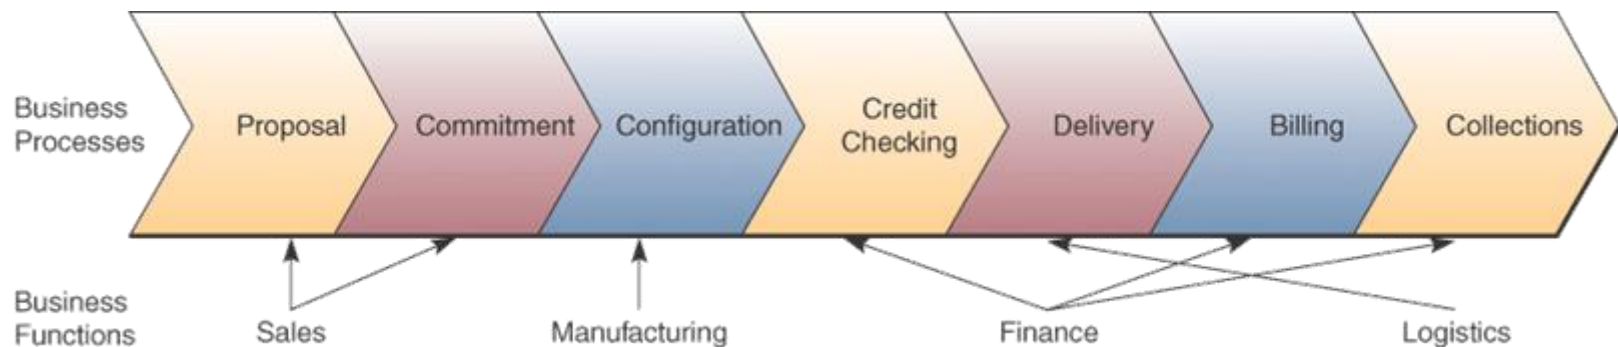 Business
Processes
Proposal
Commitment
Configuration
Credit
Checking
Delivery
Billing
Collections
Business
Functions
Sales
Manufacturing
Finance
Logistics